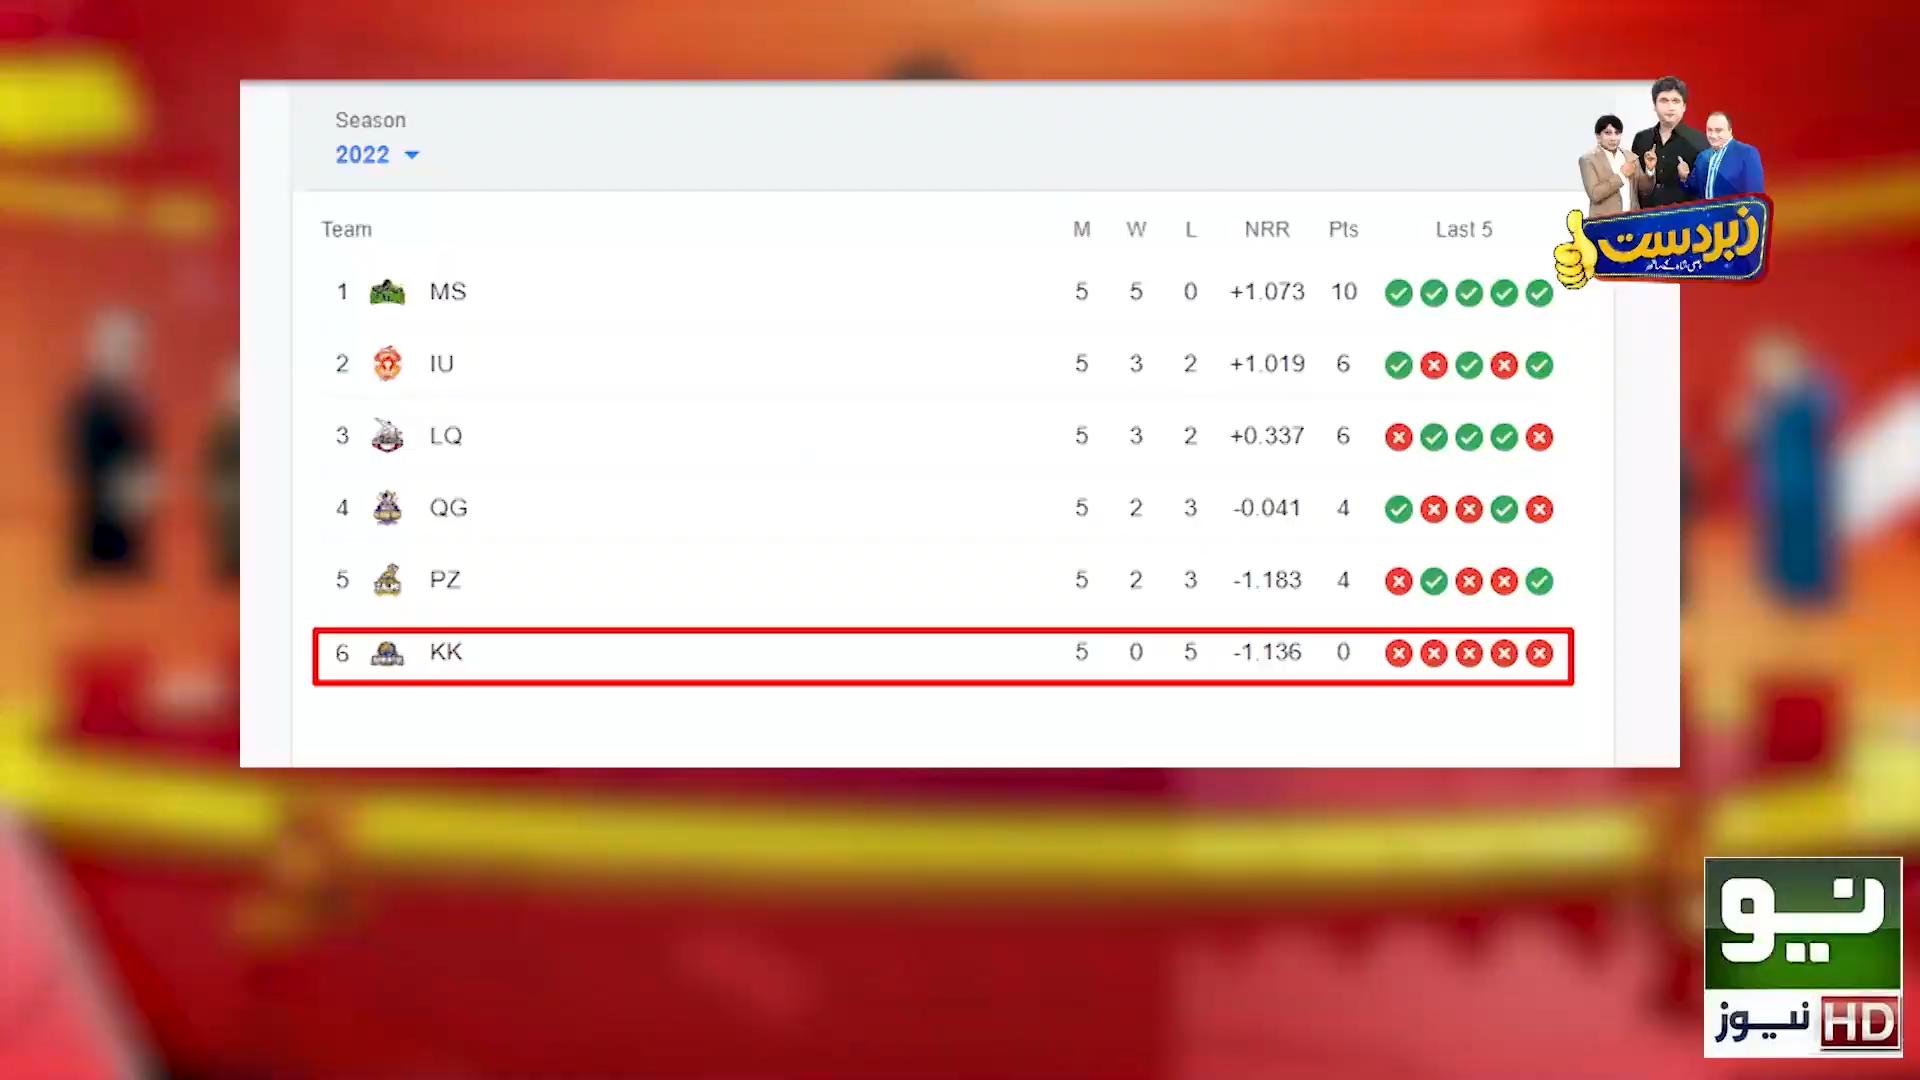 Season
2022
Team M W L NRR Pts Last 5
1 MS 5 5 0 +1.073 10
2 IU 5 3 2 +1.019 6
3 LQ 5 3 2 +0.337 6
4 QG 5 2 3 -0.041 4
5 PZ 5 2 3 -1.183 4
6 KK 5 0 5 -1.136 0
زبردست
نیو
نیوز HD